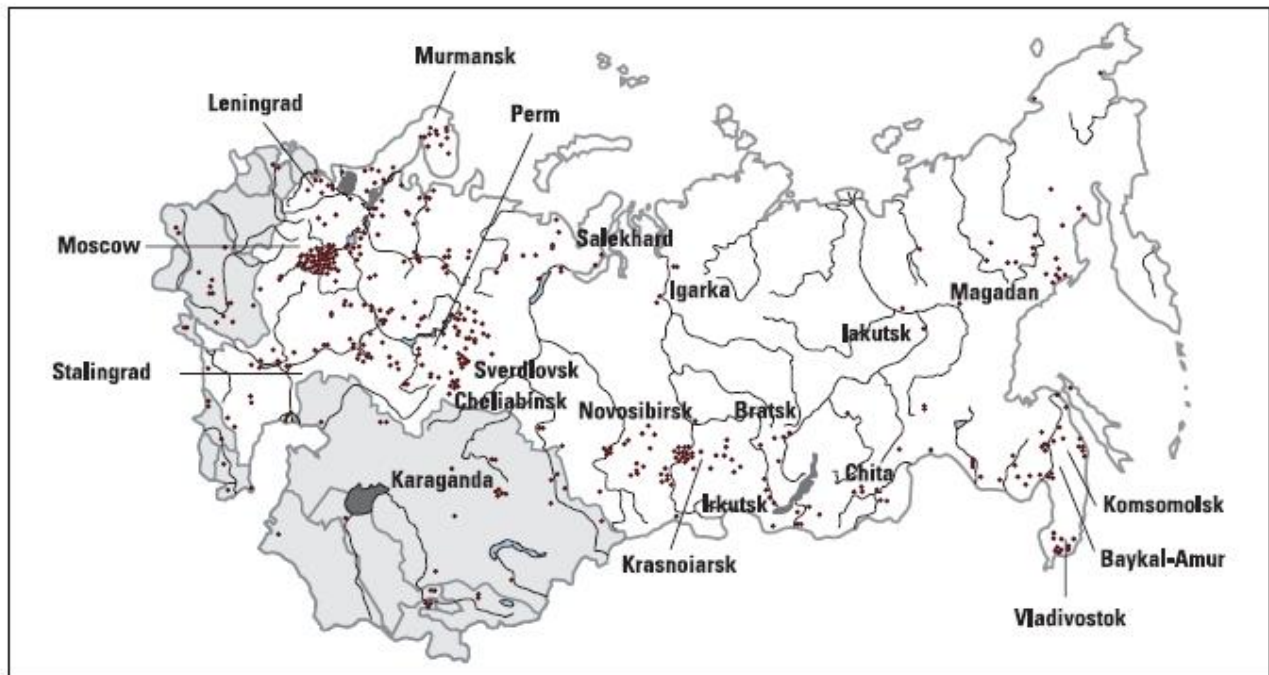 Murmansk
Leningrad
Perm
Moscow
Salekhard
Igarka
Magadan
Iakutsk
Stalingrad
Sverdlovsk
Cheliabinsk
Novosibirsk
Bratsk
Karaganda
Chita
Irkutsk
Komsomolsk
Krasnoiarsk
Baykal-Amur
Vladivostok